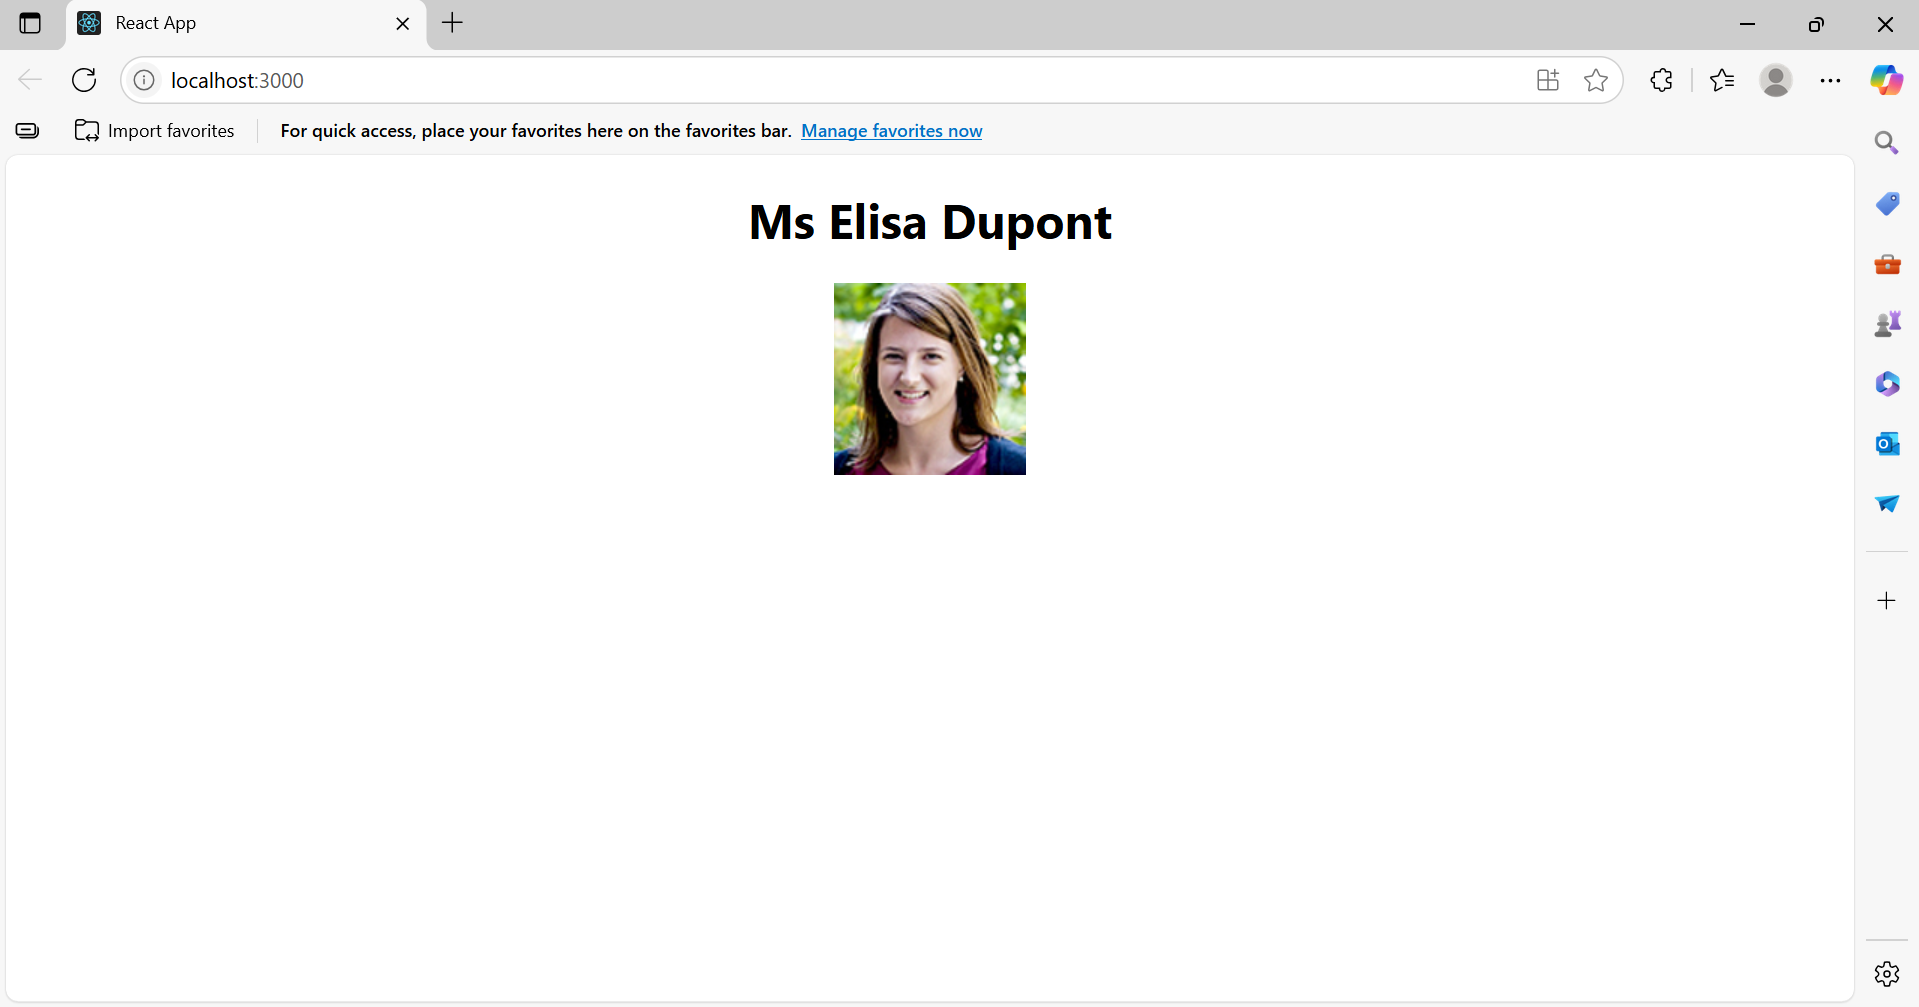 React App
localhost:3000
Import favorites
For quick access, place your favorites here on the favorites bar. Manage favorites now
Ms Elisa Dupont